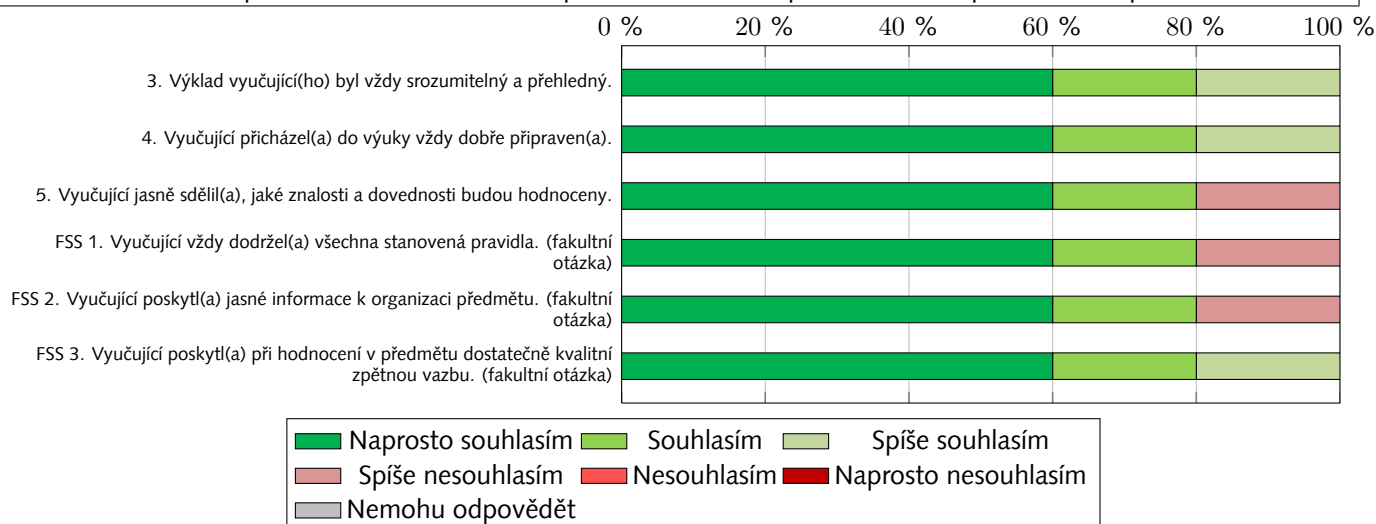 0 % 20 % 40 % 60 % 80 % 100 %
3. Výklad vyučující(ho) byl vždy srozumitelný a přehledný.
4. Vyučující přicházel(a) do výuky vždy dobře připraven(a).
5. Vyučující jasně sdělil(a), jaké znalosti a dovednosti budou hodnoceny.
FSS 1. Vyučující vždy dodržel(a) všechna stanovená pravidla. (fakultní
otázka)
FSS 2. Vyučující poskytl(a) jasné informace k organizaci předmětu. (fakultní
otázka)
FSS 3. Vyučující poskytl(a) při hodnocení v předmětu dostatečně kvalitní
zpětnou vazbu. (fakultní otázka)
Naprosto souhlasím Souhlasím Spíše souhlasím
Spíše nesouhlasím Nesouhlasím Naprosto nesouhlasím
Nemohu odpovědět